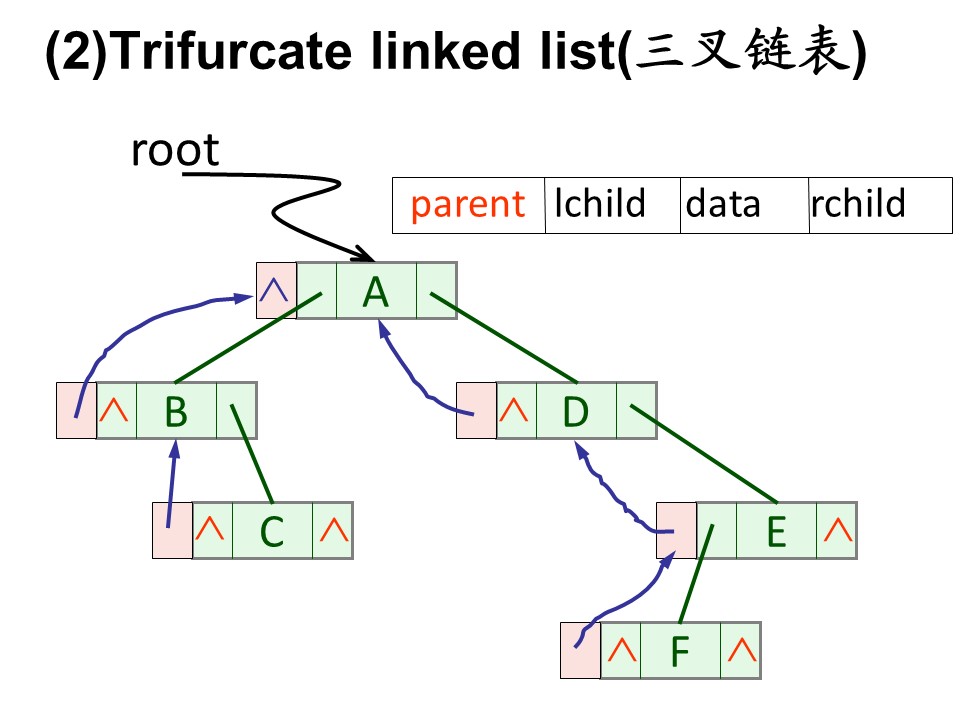 (2)Trifurcate linked list(三叉链表)
root
parent lchild data rchild
∧ A
∧ B
∧ D
∧ C ∧
E ∧
∧ F ∧